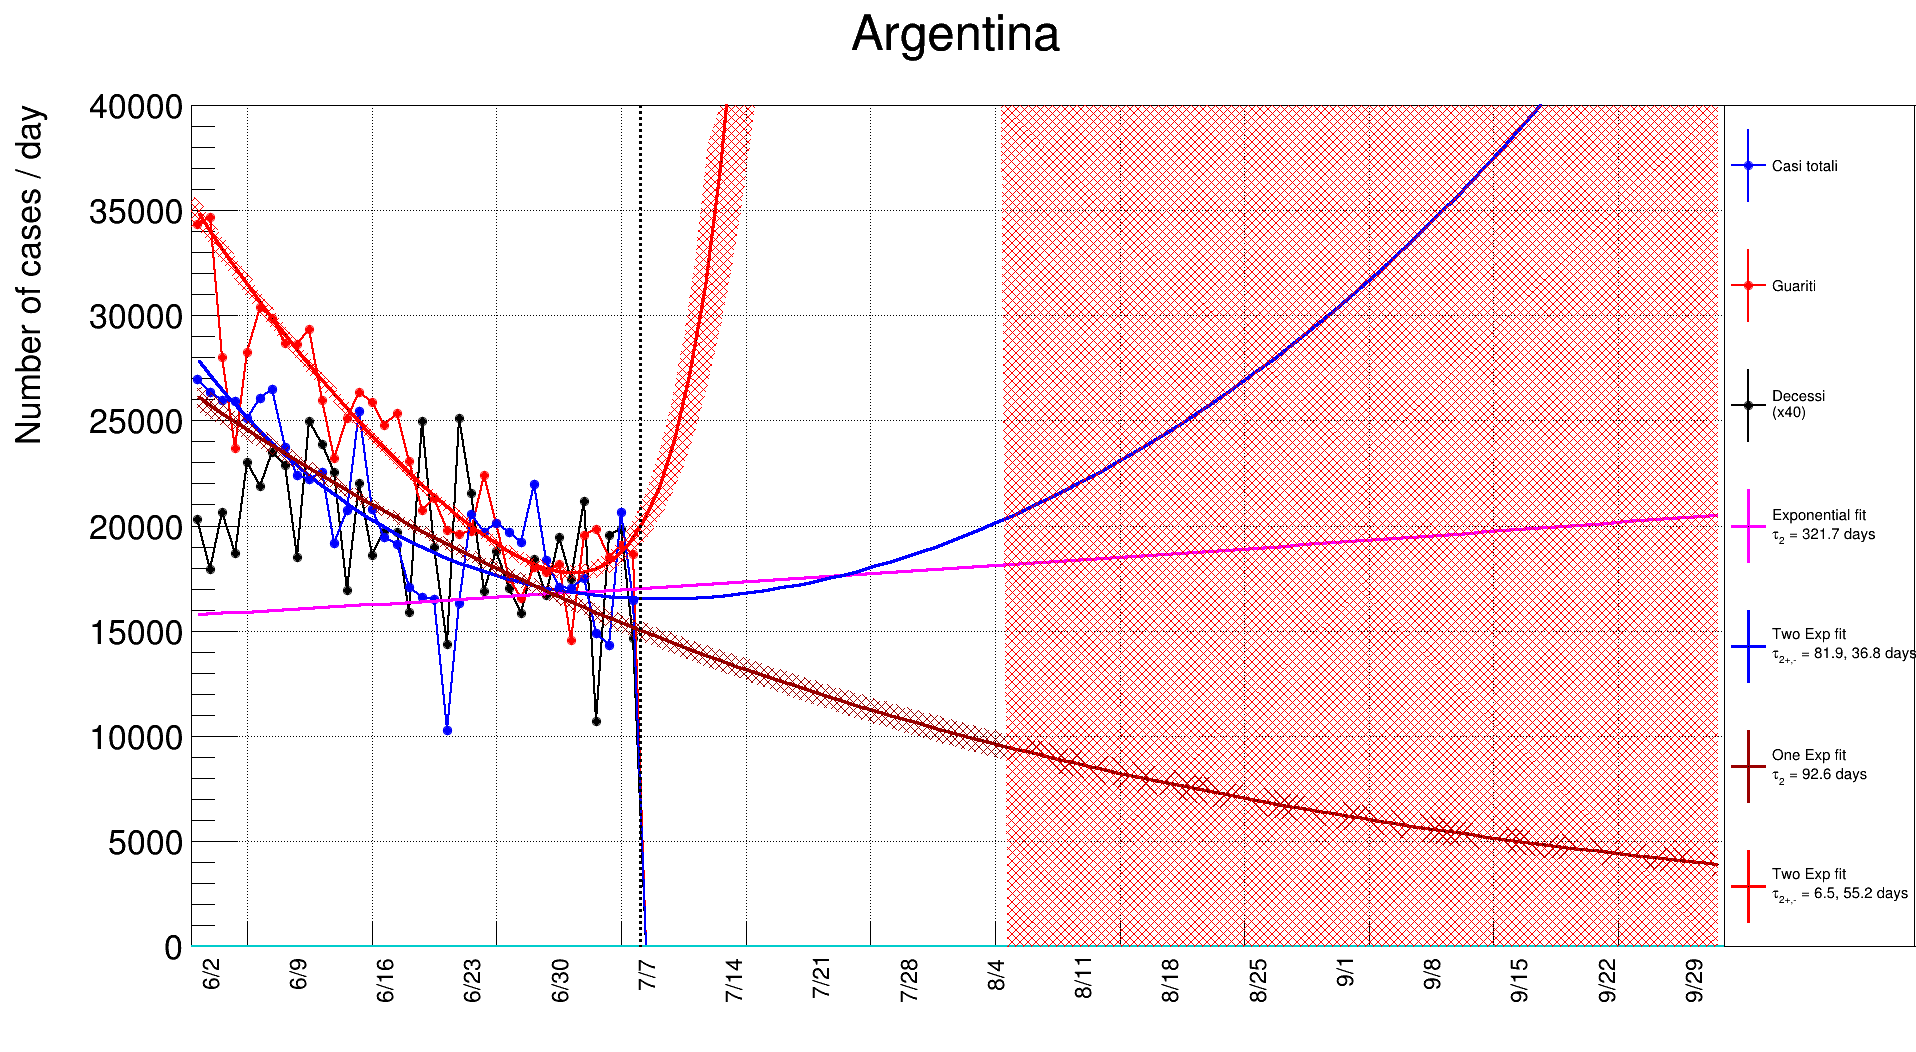 Argentina
Number of cases / day
40000
35000
30000
25000
20000
15000
10000
5000
0
6/2
6/9
6/16
6/23
6/30
7/7
7/14
7/21
7/28
8/4
8/11
8/18
8/25
9/1
9/8
9/15
9/22
9/29
Casi totali
Guariti
Decessi
(x40)
Exponential fit
τ2 = 321.7 days
Two Exp fit
τ2+,- = 81.9, 36.8 days
One Exp fit
τ2 = 92.6 days
Two Exp fit
τ2+,- = 6.5, 55.2 days